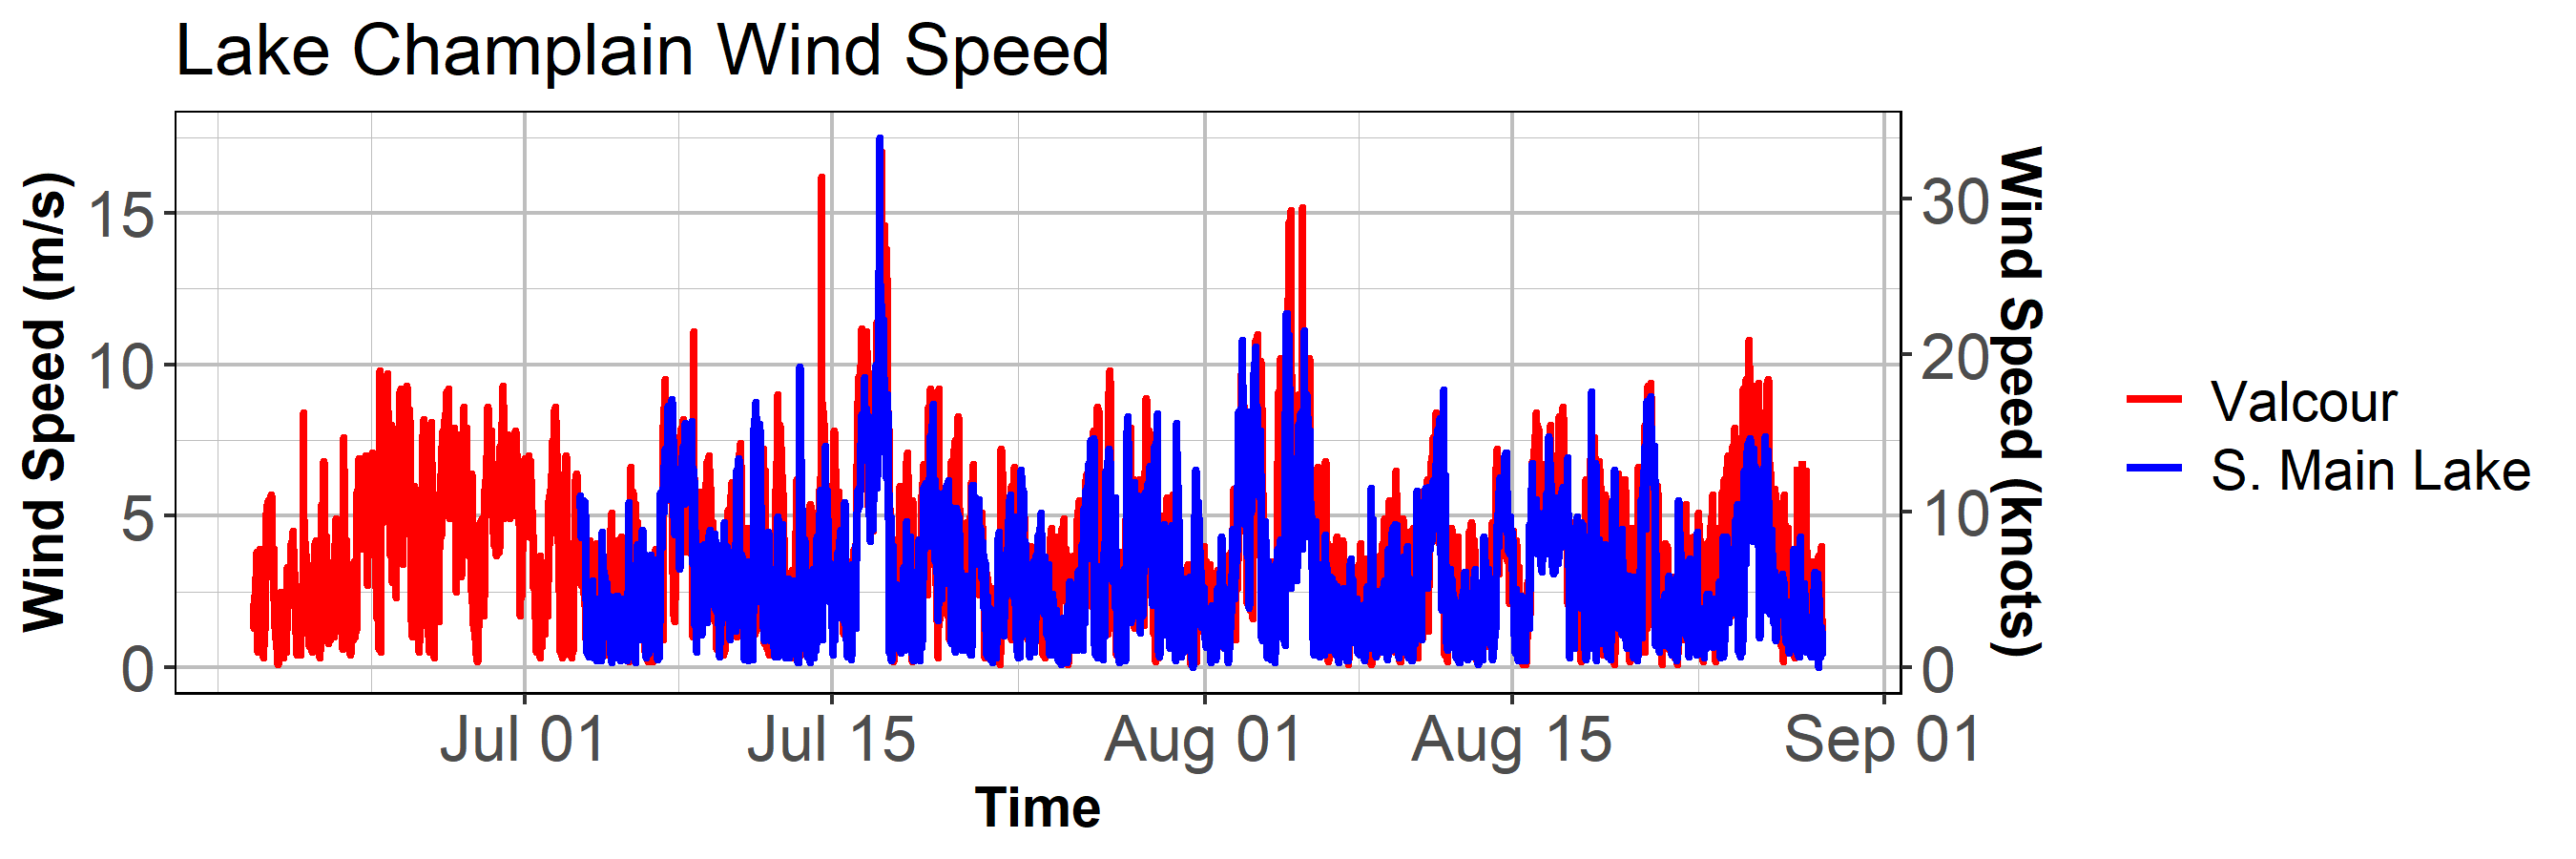 Lake Champlain Wind Speed
Wind Speed (m/s)
15
10
5
0
30
20
10
0
Wind Speed (knots)
Jul 01
Jul 15
Aug 01
Aug 15
Sep 01
Time
Valcour
S. Main Lake